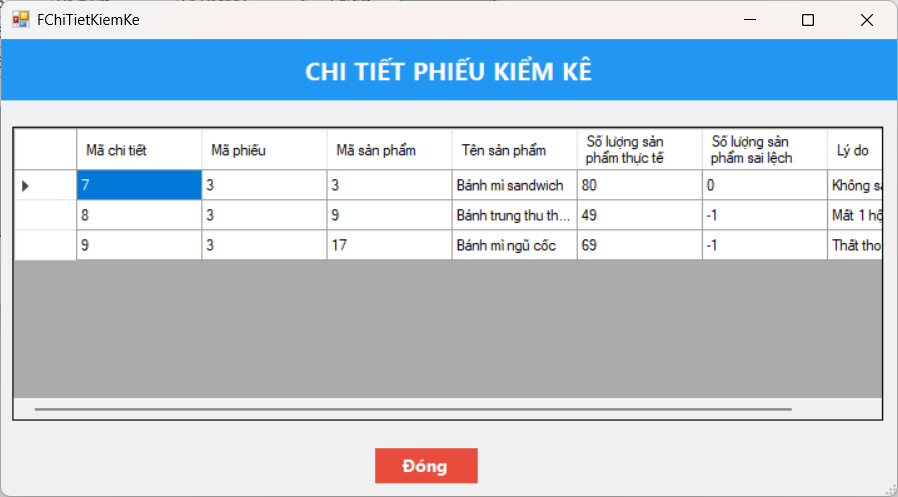 FChiTietKiemKe
CHI TIẾT PHIẾU KIỂM KÊ
Mã chi tiết Mã phiếu Mã sản phẩm Tên sản phẩm Số lượng sản phẩm thực tế Số lượng sản phẩm sai lệch Lý do
7 3 3 Bánh mì sandwich 80 0 Không
8 3 9 Bánh trung thu th... 49 -1 Mất 1
9 3 17 Bánh mì ngũ cốc 69 -1 Thất
Đóng